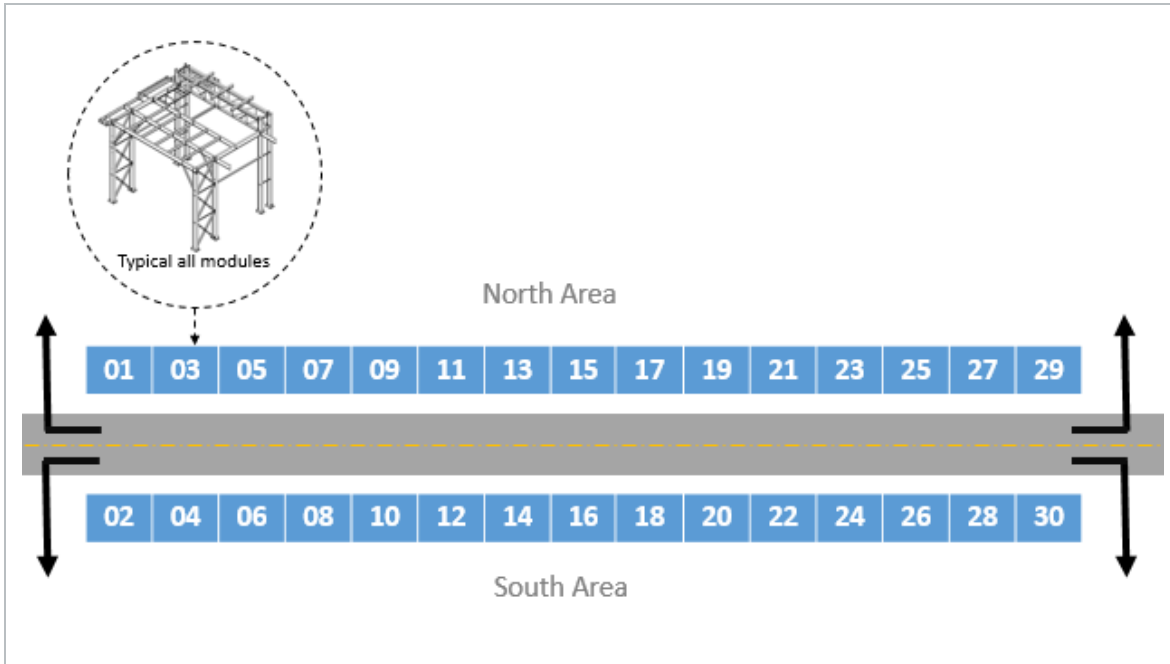 Typical all modules
North Area
01 03 05 07 09 11 13 15 17 19 21 23 25 27 29
02 04 06 08 10 12 14 16 18 20 22 24 26 28 30
South Area